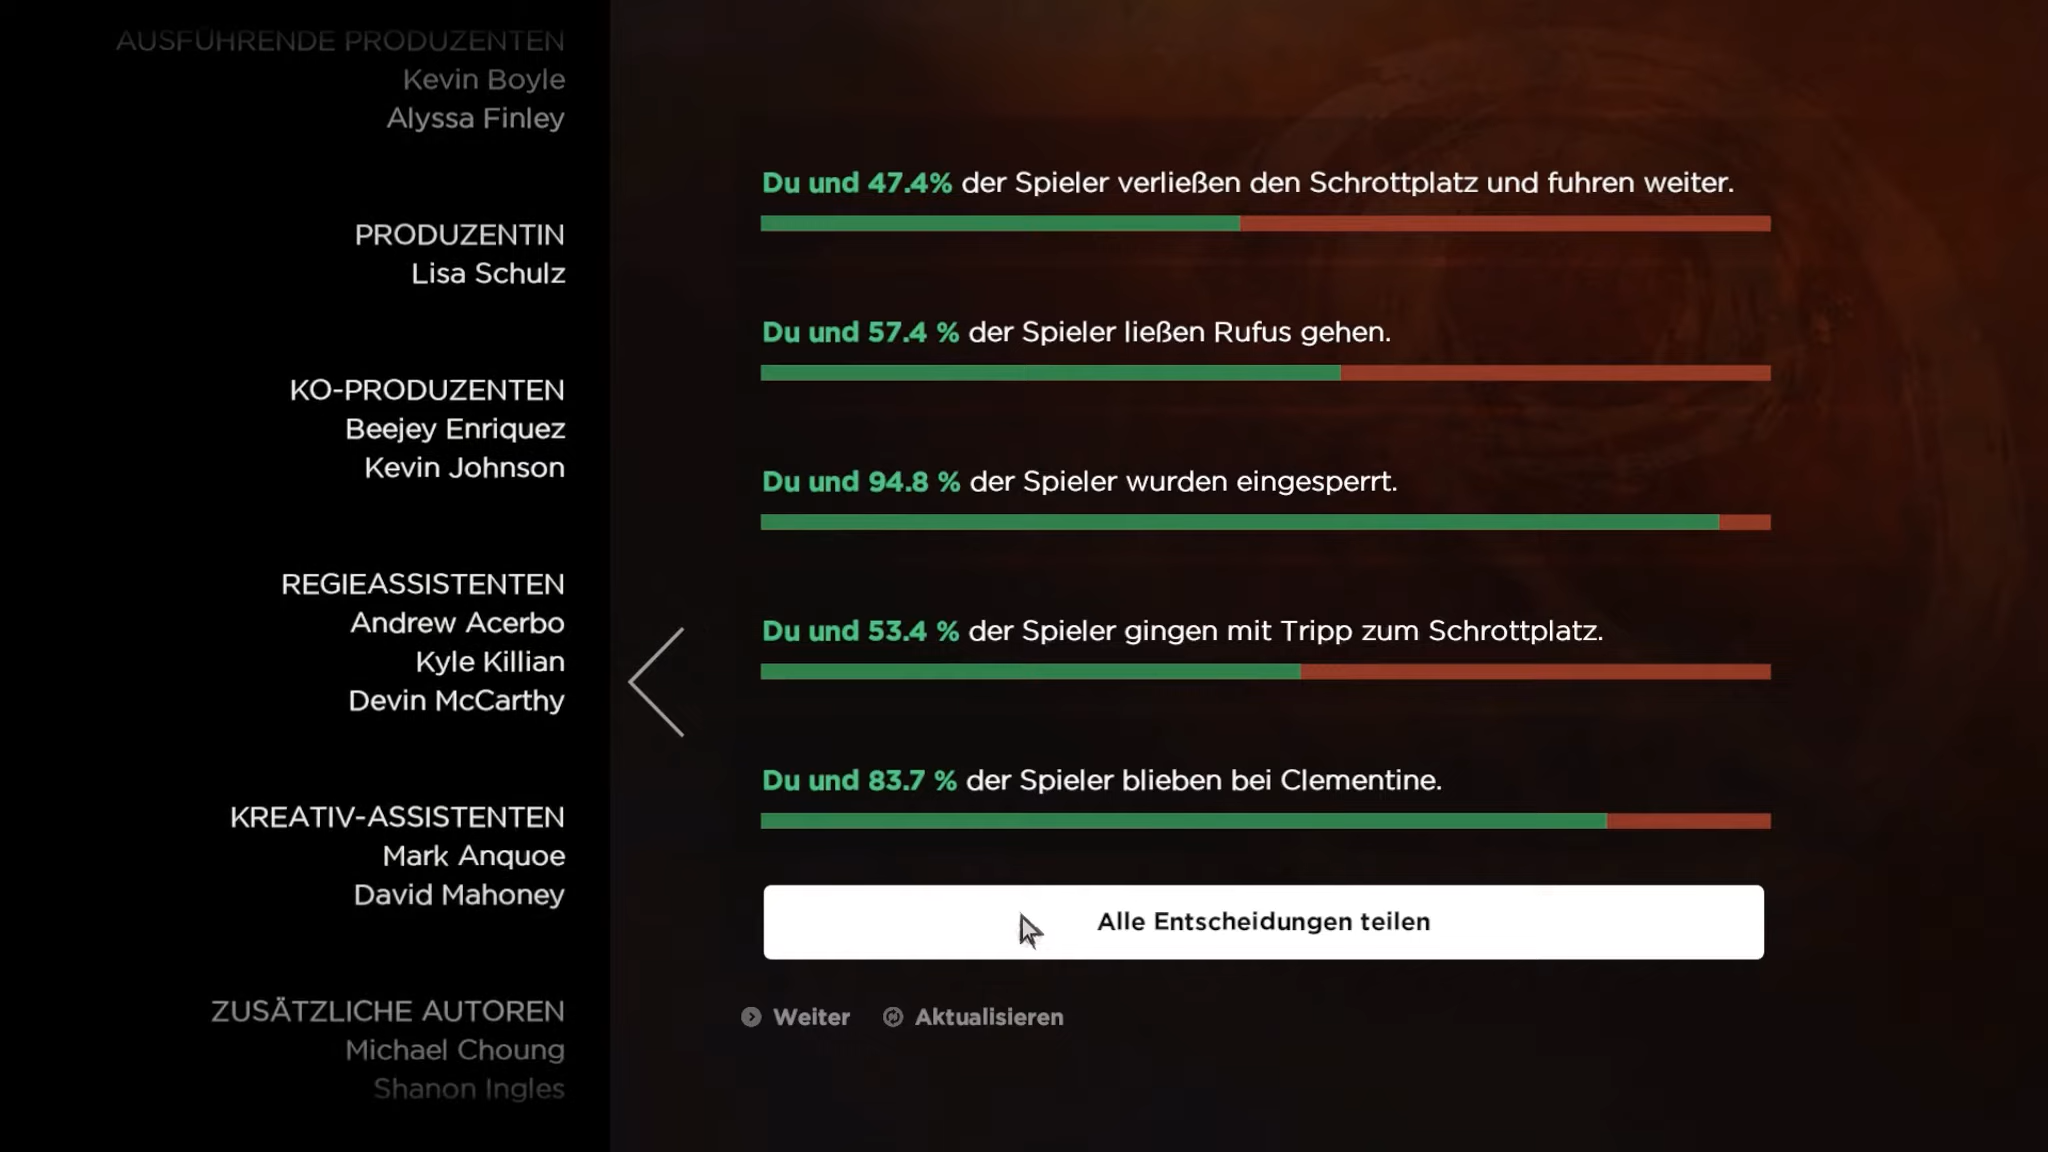 AUSFÜHRENDE PRODUZENTEN
Kevin Boyle
Alyssa Finley
PRODUZENTIN
Lisa Schulz
KO-PRODUZENTEN
Beejey Enriquez
Kevin Johnson
REGIEASSISTENTEN
Andrew Acerbo
Kyle Killian
Devin McCarthy
KREATIV-ASSISTENTEN
Mark Anquoe
David Mahoney
ZUSÄTZLICHE AUTOREN
Michael Choung
Shanon Ingles
Du und 47.4% der Spieler verließen den Schrottplatz und fuhren weiter.
Du und 57.4 % der Spieler ließen Rufus gehen.
Du und 94.8 % der Spieler wurden eingesperrt.
Du und 53.4 % der Spieler gingen mit Tripp zum Schrottplatz.
Du und 83.7 % der Spieler blieben bei Clementine.
Alle Entscheidungen teilen
Weiter Aktualisieren